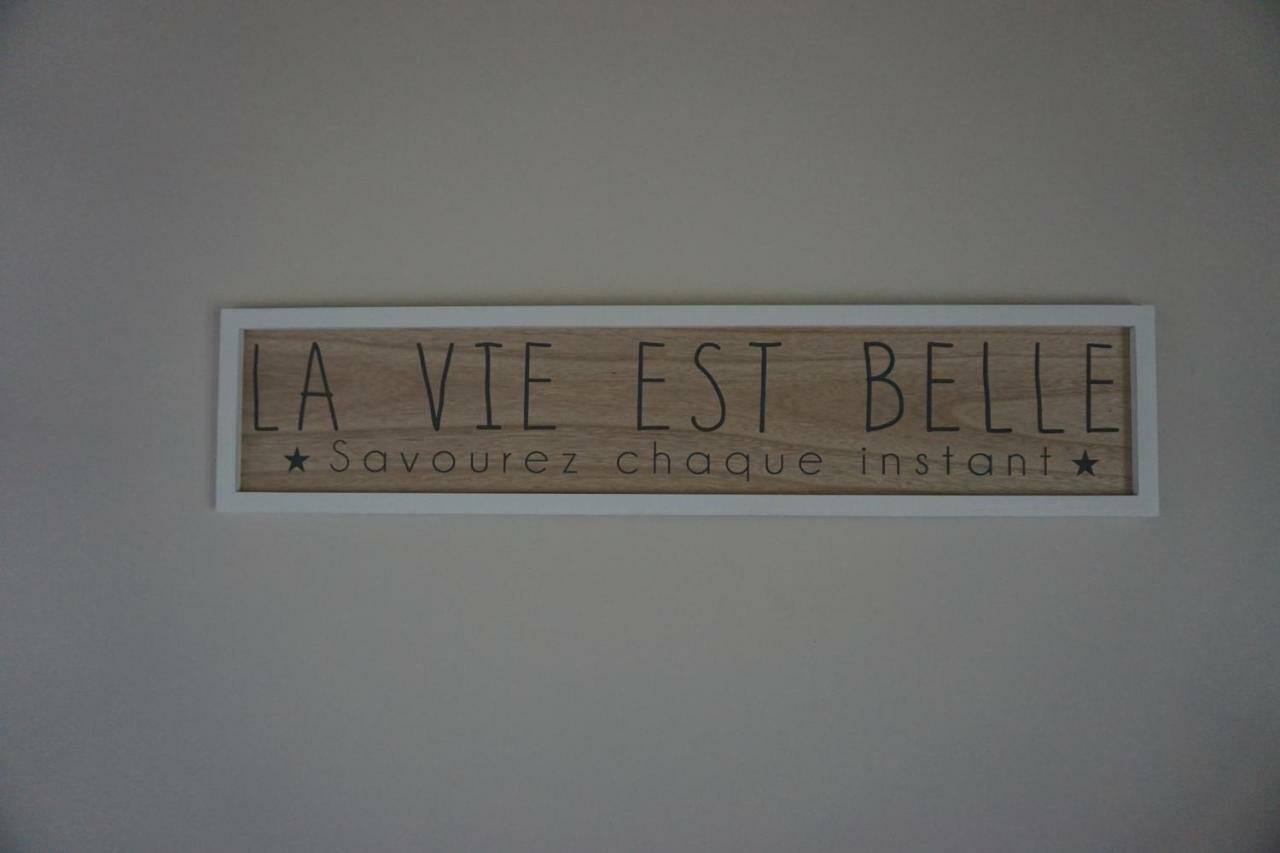 LA VIE EST BELLE
★ Savourez chaque instant ★